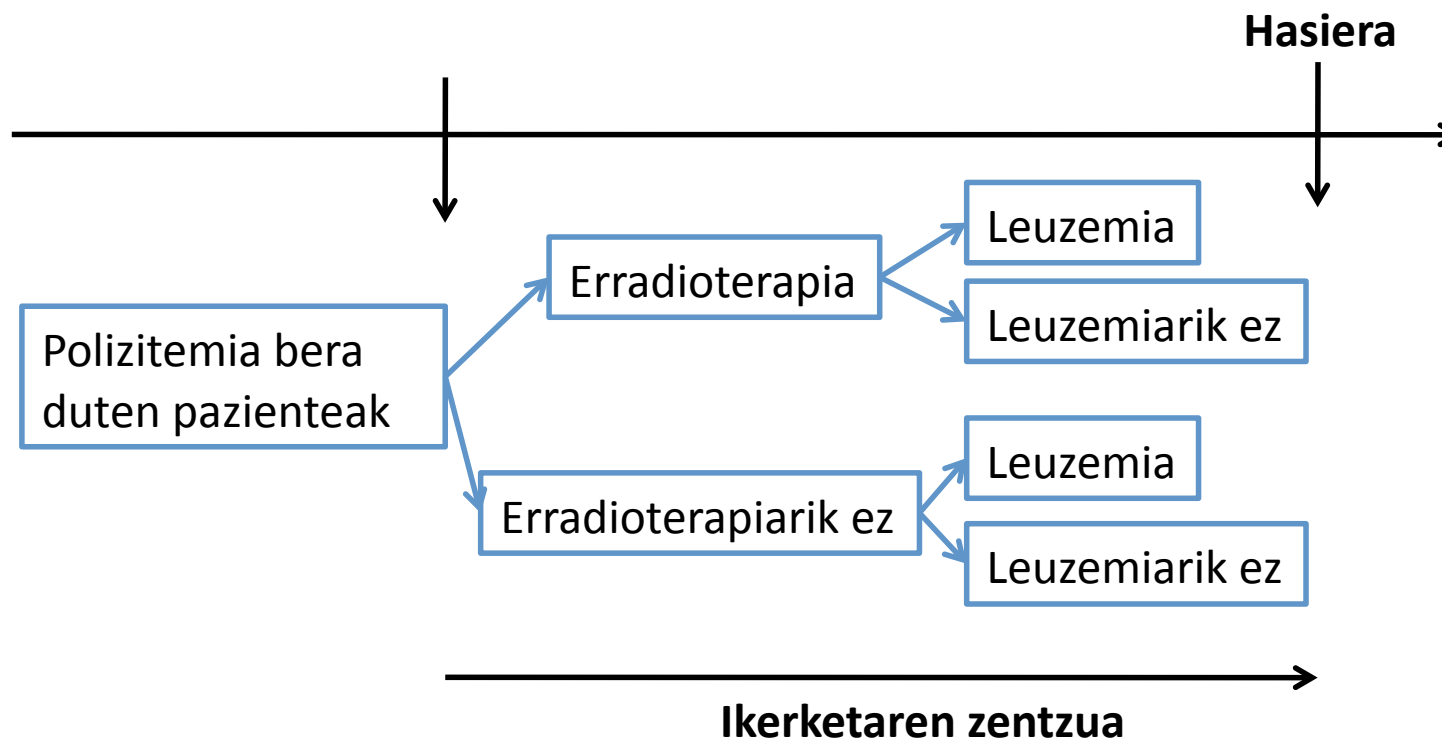 Hasiera
Leuzemia
Erradioterapia
Leuzemiarik ez
Polizitemia bera
duten pazienteak
Leuzemia
Erradioterapiarik ez
Leuzemiarik ez
Ikerketaren zentzua